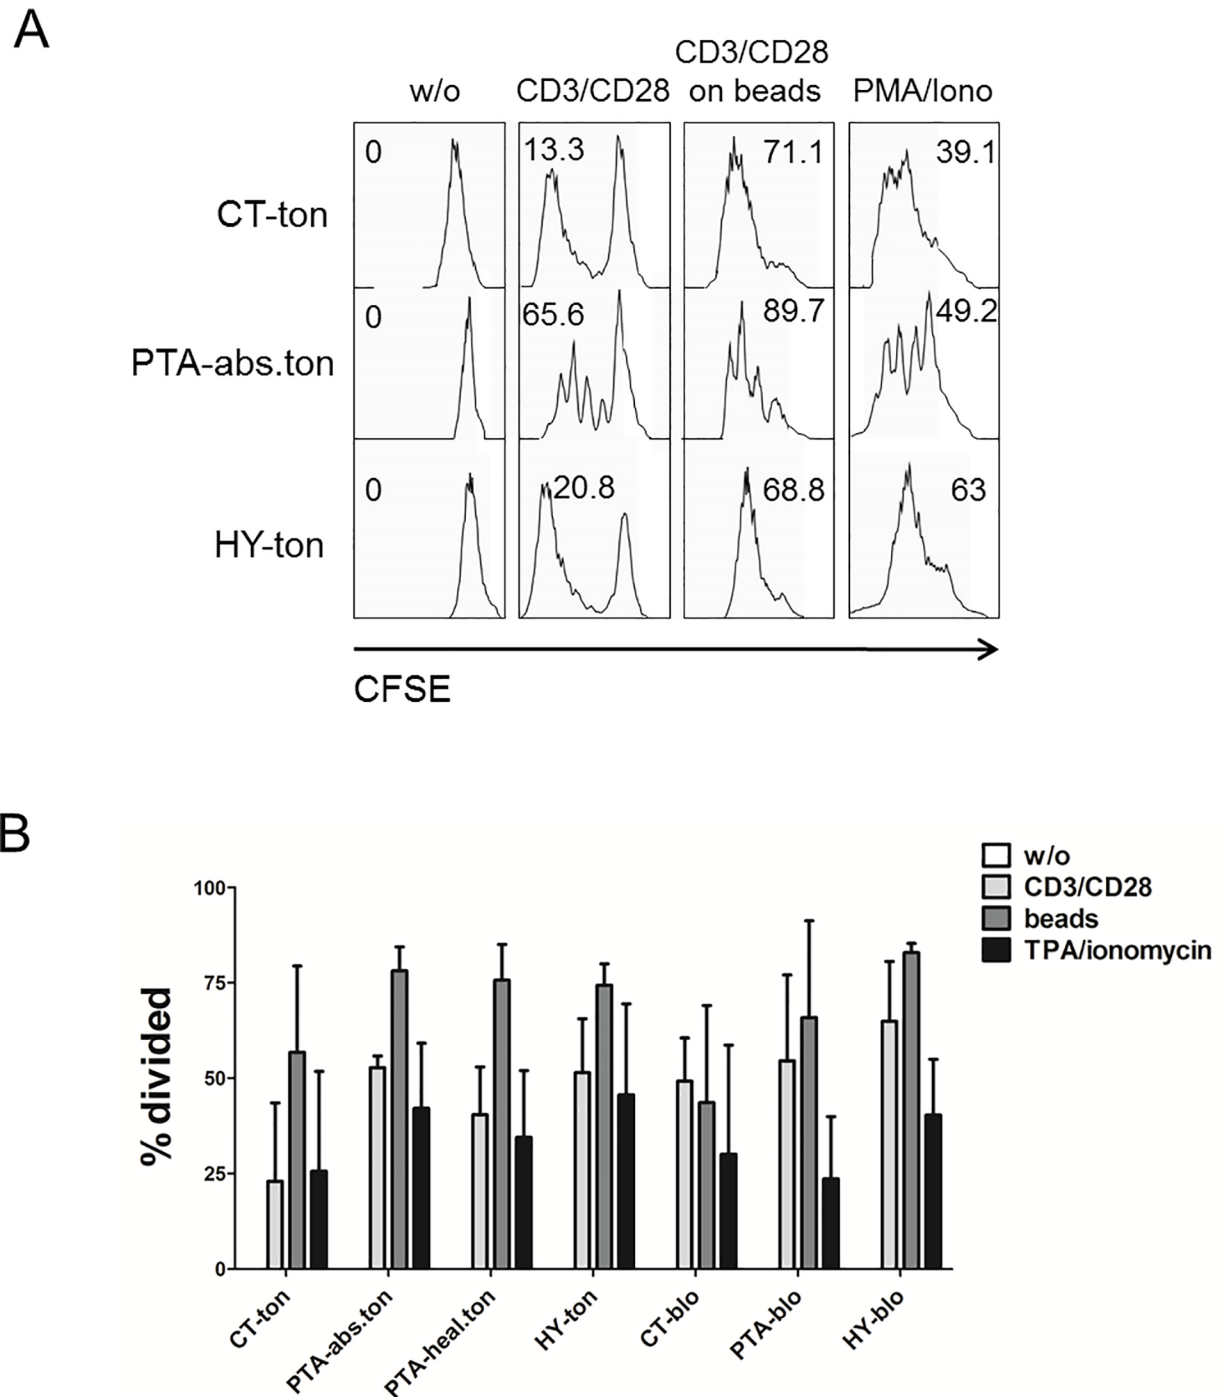 A
CD3/CD28
w/o CD3/CD28 on beads PMA/Iono
CT-ton 0 13.3 71.1 39.1
PTA-abs.ton 0 65.6 89.7 49.2
HY-ton 0 20.8 68.8 63
CFSE
B
w/o
CD3/CD28
beads
TPA/ionomycin
% divided
100
75
50
25
0
CT-ton
PTA-abs.ton
PTA-heal.ton
HY-ton
CT-blo
PTA-blo
HY-blo